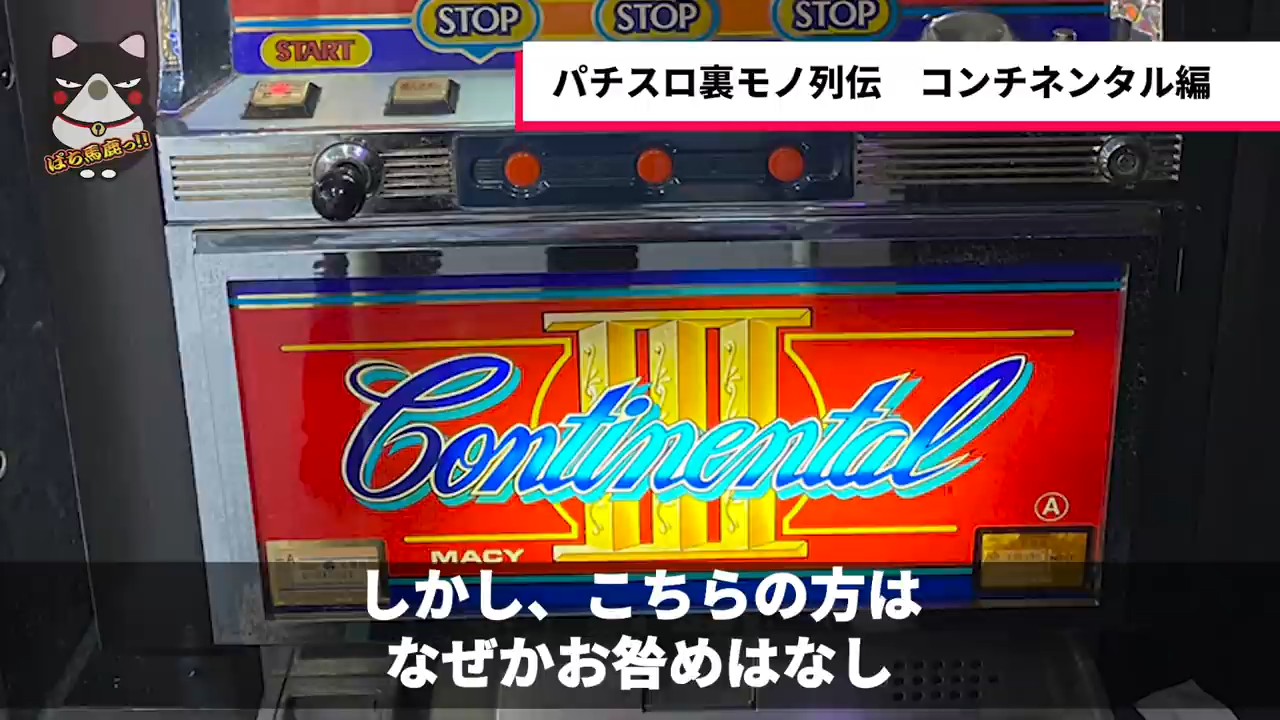 STOP
STOP
STOP
START
パチスロ裏モノ列伝　コンチネンタル編
ぱち馬鹿っ!!
III
Continental
A
MACY
しかし、こちらの方は
なぜかお咎めはなし